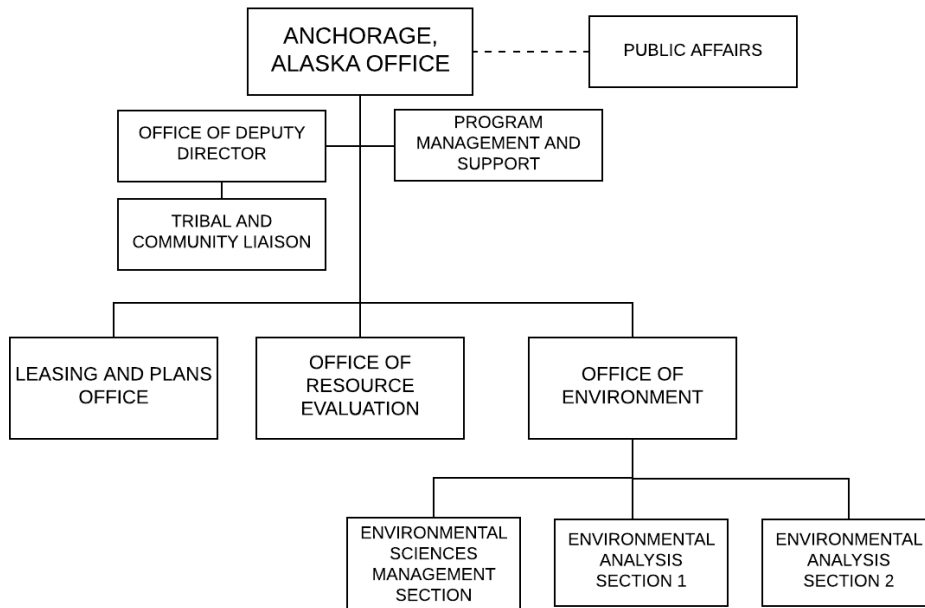 ANCHORAGE,
ALASKA OFFICE
PUBLIC AFFAIRS
OFFICE OF DEPUTY
DIRECTOR
PROGRAM
MANAGEMENT AND
SUPPORT
TRIBAL AND
COMMUNITY LIAISON
LEASING AND PLANS
OFFICE
OFFICE OF
RESOURCE
EVALUATION
OFFICE OF
ENVIRONMENT
ENVIRONMENTAL
SCIENCES
MANAGEMENT
SECTION
ENVIRONMENTAL
ANALYSIS
SECTION 1
ENVIRONMENTAL
ANALYSIS
SECTION 2